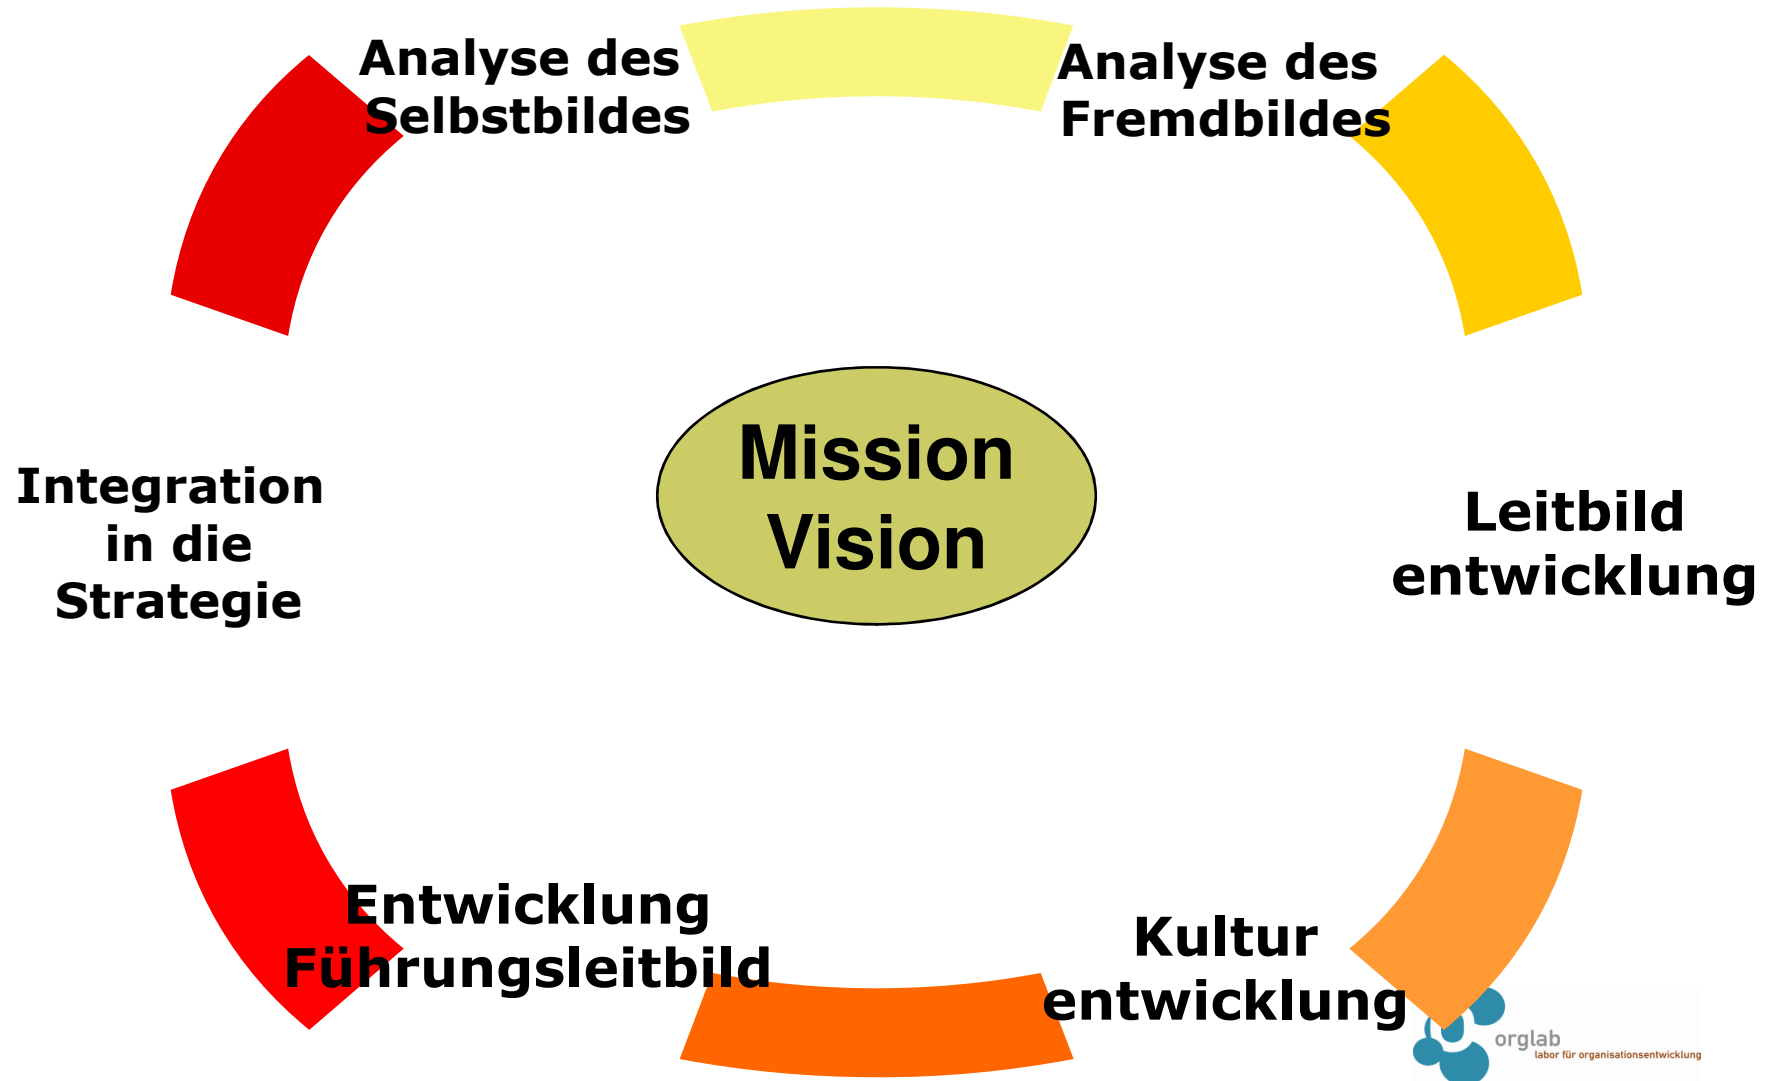 Analyse des
Selbstbildes
Analyse des
Fremdbildes
Mission
Vision
Integration
in die
Strategie
Leitbild
entwicklung
Entwicklung
Führungsleitbild
Kultur
entwicklung
orglab
labor für organisationsentwicklung